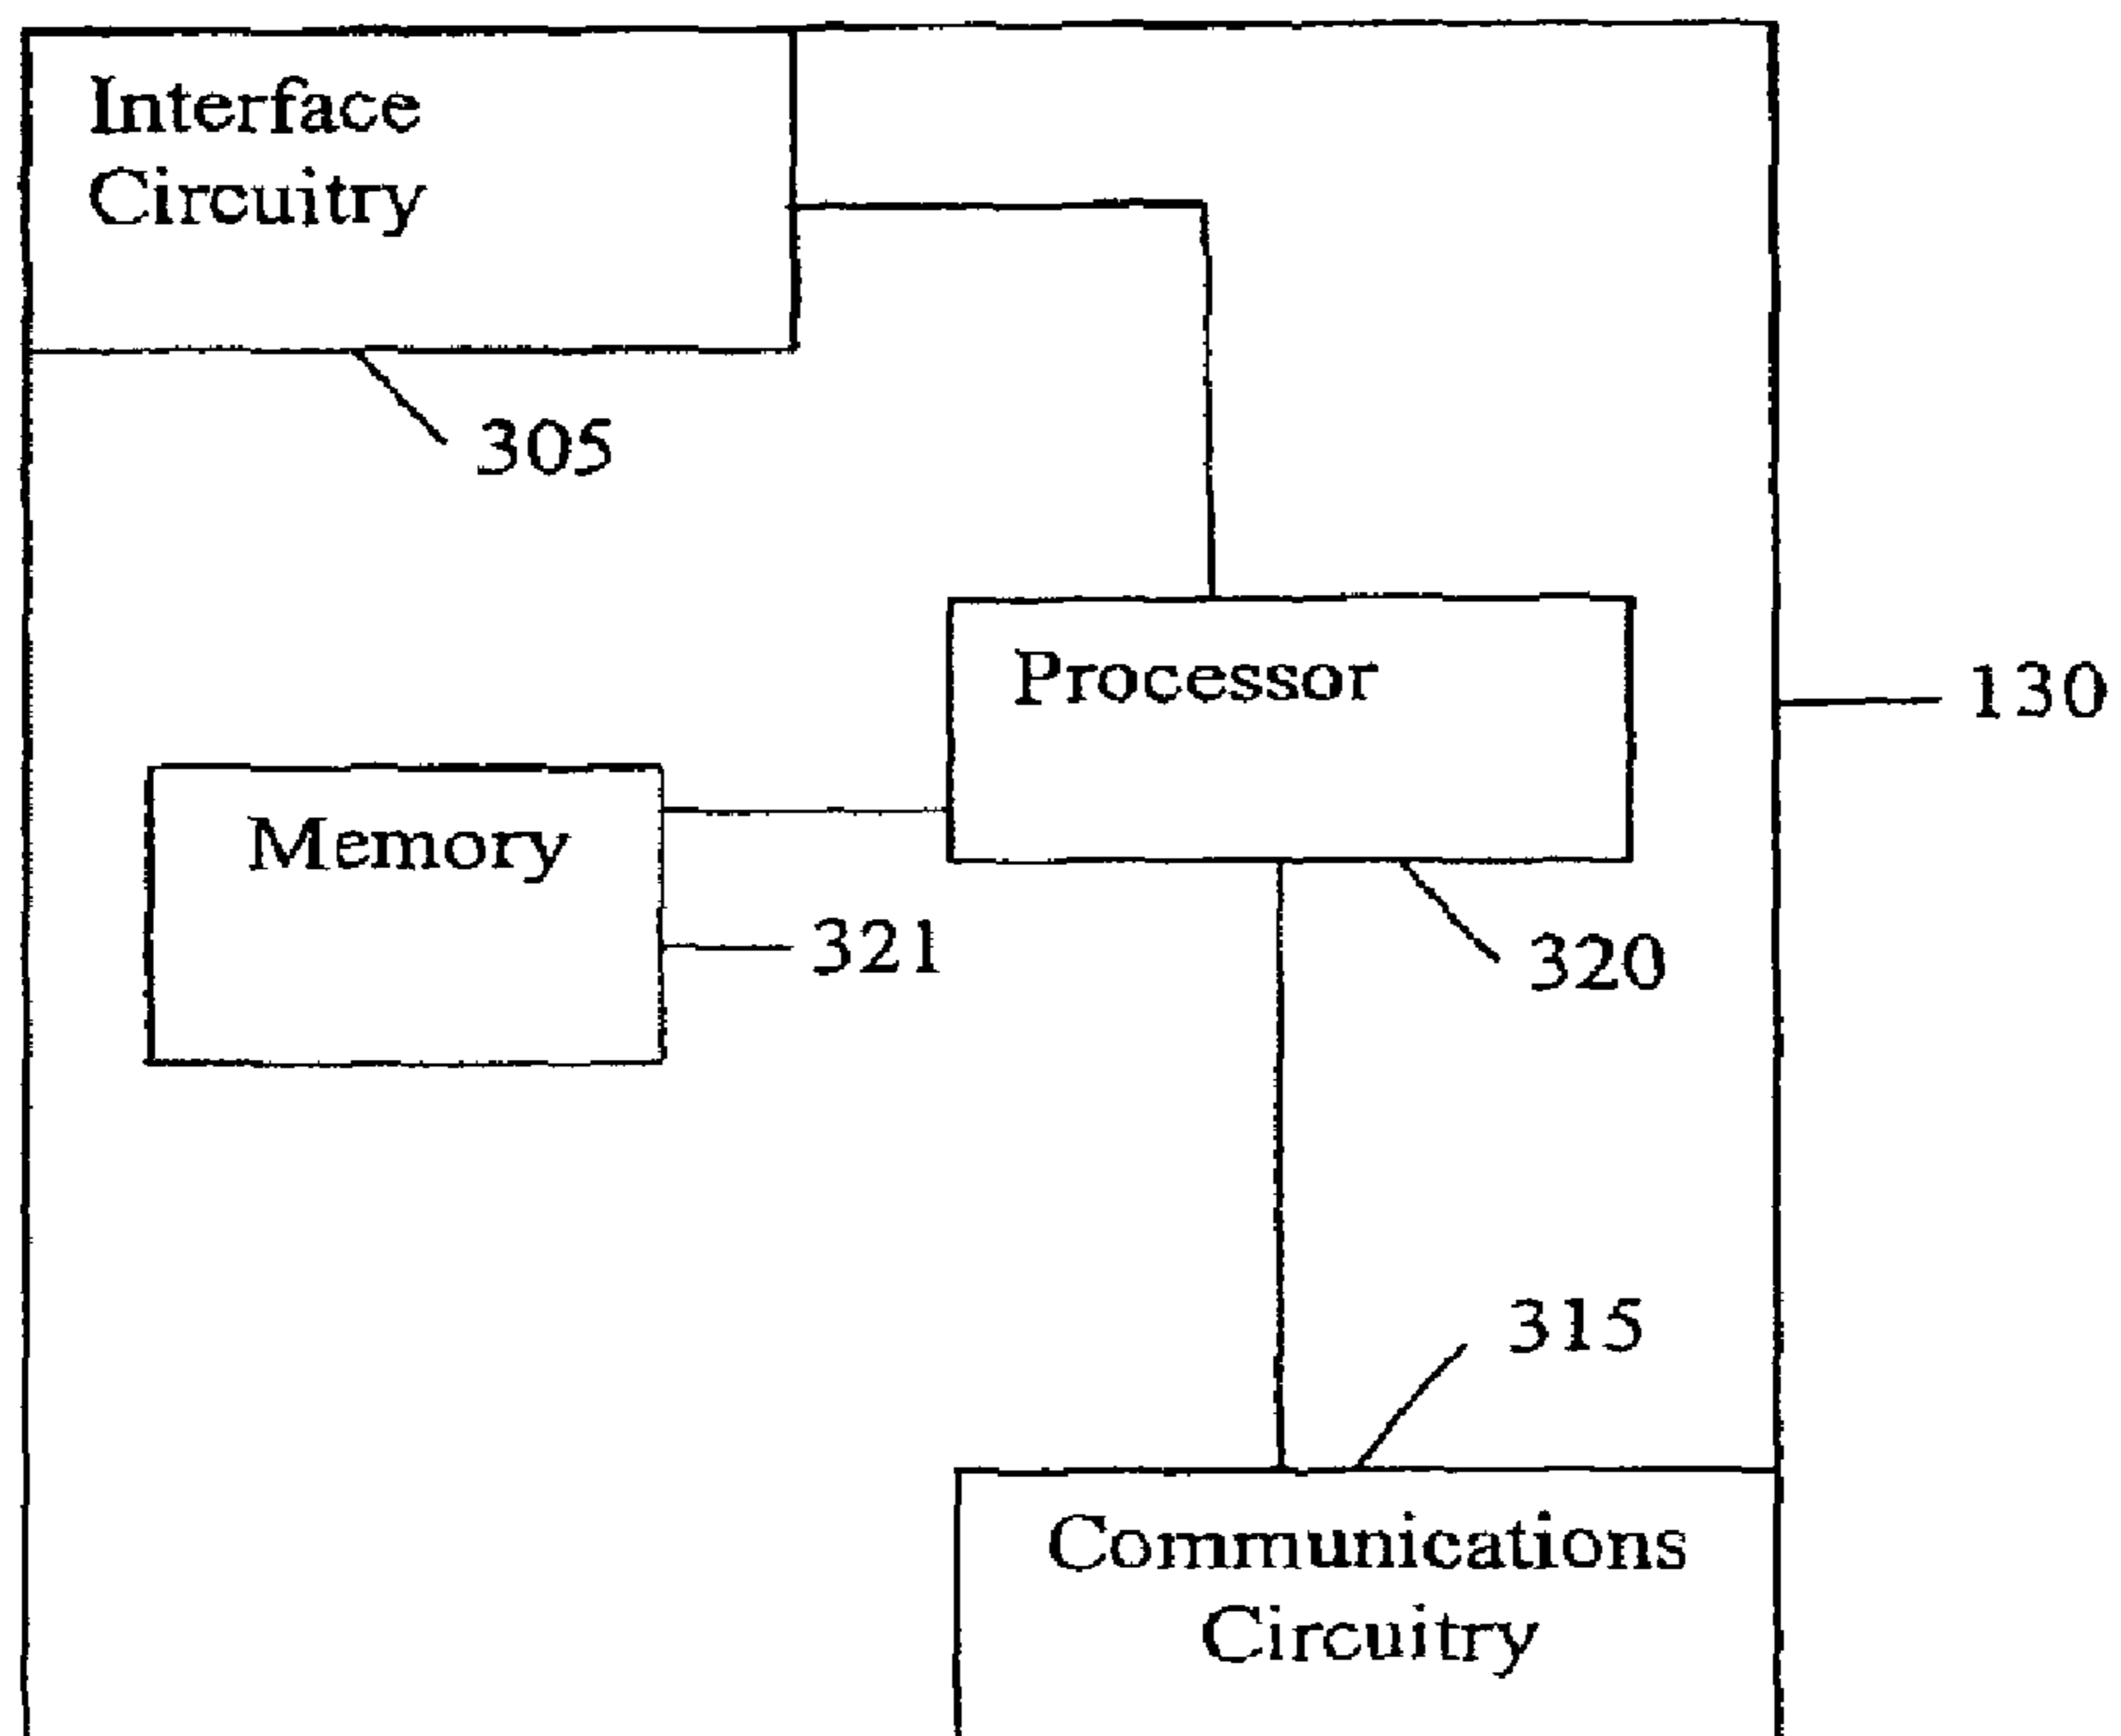 Interface
Circuitry
305
Processor
130
Memory
321
320
315
Communications
Circuitry